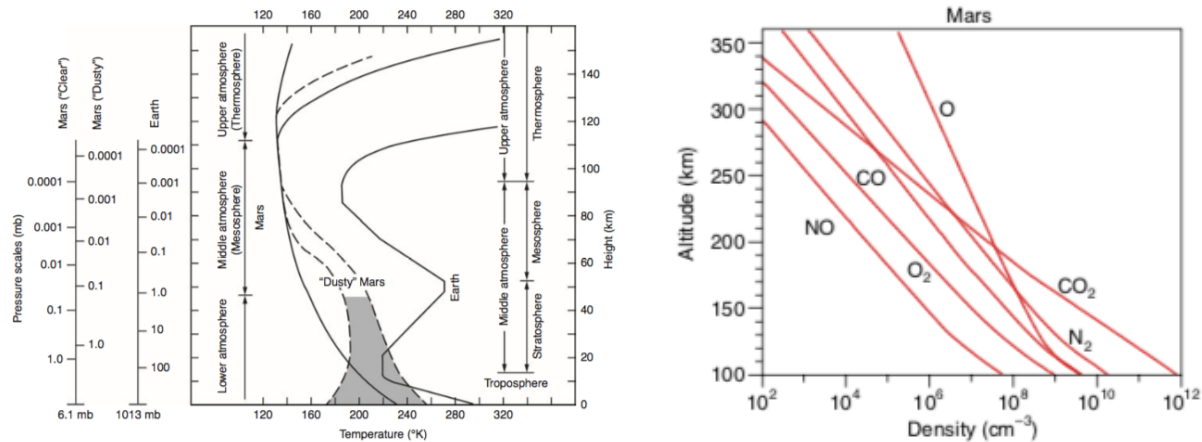 120 160 200 240 280 320
Mars ("Clear")
Mars ("Dusty")
Earth
0.0001
0.001
0.01
0.1
1.0
6.1 mb
0.0001
0.001
0.01
0.1
1.0
0.0001
0.001
0.01
0.1
1.0
10
100
1013 mb
Pressure scales (mb)
Upper atmosphere
(Thermosphere)
Middle atmosphere
(Mesosphere)
Lower atmosphere
Mars
"Dusty" Mars
Earth
Upper atmosphere
Middle atmosphere
Thermosphere
Mesosphere
Stratosphere
Troposphere
140
120
100
80
60
40
20
0
Height (km)
120 160 200 240 280 320
Temperature (°K)
Mars
350
300
250
200
150
100
Altitude (km)
O
CO
NO
O2
CO2
N2
10^2 10^4 10^6 10^8 10^10 10^12
Density (cm^-3)